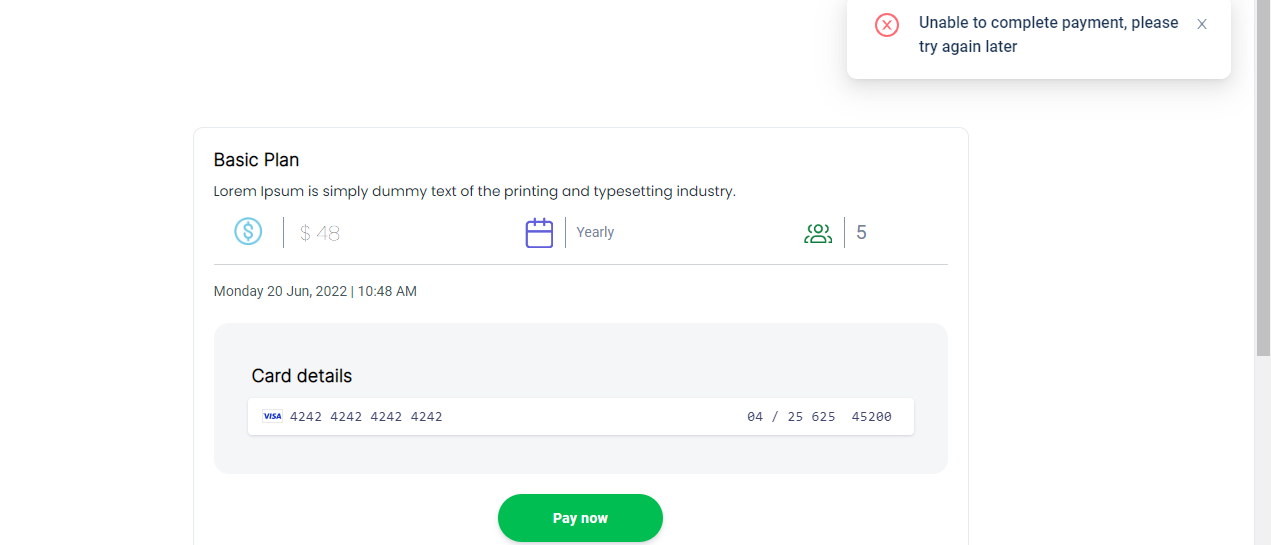 Unable to complete payment, please
try again later
Basic Plan
Lorem Ipsum is simply dummy text of the printing and typesetting industry.
$ 48 Yearly 5
Monday 20 Jun, 2022 | 10:48 AM
Card details
VISA 4242 4242 4242 4242 04 / 25 625 45200
Pay now